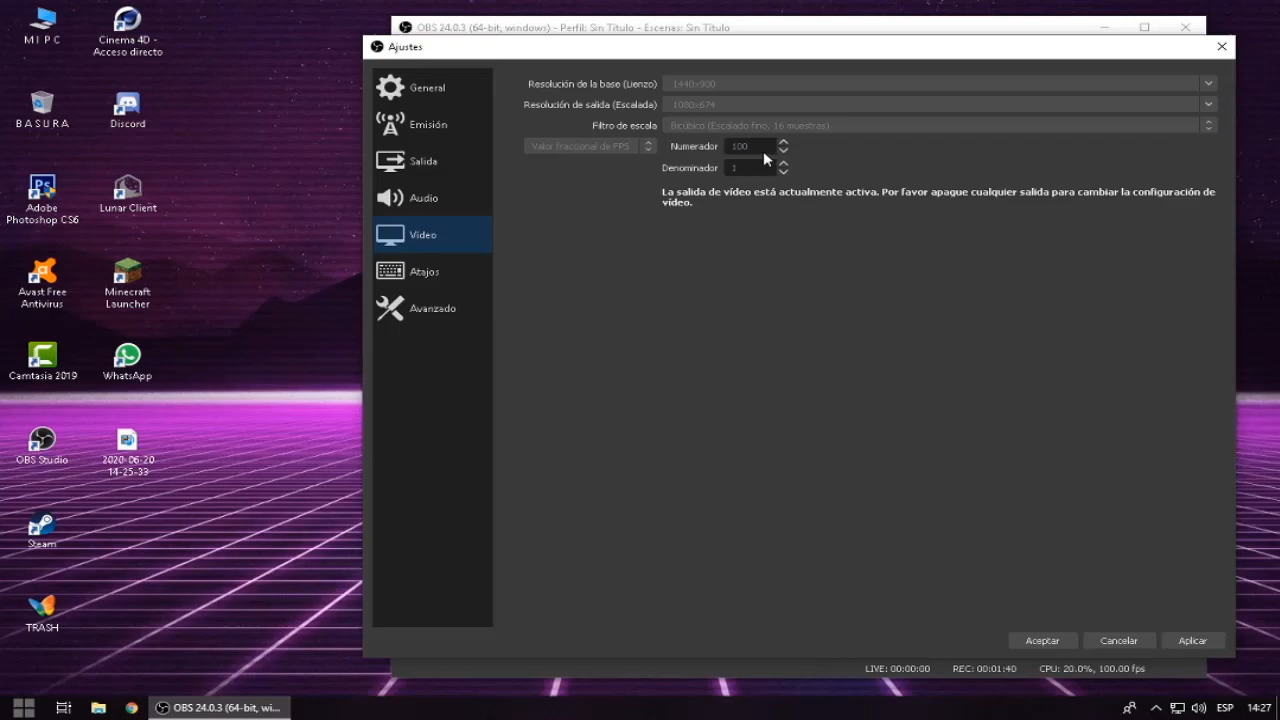 OBS 24.0.3 (64-bit, windows) - Perfil: Sin Título - Escenas: Sin Título
Ajustes
M I P C
Cinema 4D -
Acceso directo
B A S U R A
Discord
Adobe
Photoshop CS6
Lunar Client
Avast Free
Antivirus
Minecraft
Launcher
Camtasia 2019
WhatsApp
OBS Studio
2020-06-20
14-25-33
Steam
TRASH
General
Emisión
Salida
Audio
Vídeo
Atajos
Avanzado
Resolución de la base (Lienzo) 1440x900
Resolución de salida (Escalada) 1080x674
Filtro de escala Bicúbico (Escalado fino, 16 muestras)
Valor fraccional de FPS Numerador 100
Denominador 1
La salida de vídeo está actualmente activa. Por favor apague cualquier salida para cambiar la configuración de
vídeo.
Aceptar Cancelar Aplicar
LIVE: 00:00:00 REC: 00:01:40 CPU: 20.0%, 100.00 fps
OBS 24.0.3 (64-bit, wi... ESP 14:27